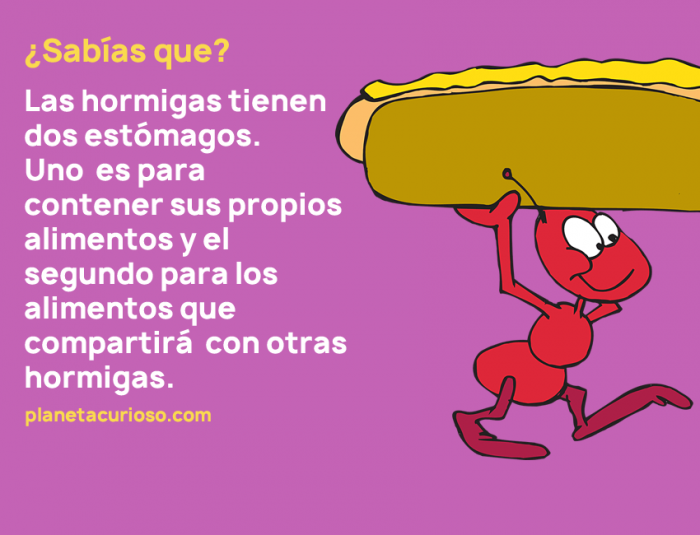 ¿Sabías que?
Las hormigas tienen
dos estómagos.
Uno  es para
contener sus propios
alimentos y el
segundo para los
alimentos que
compartirá  con otras
hormigas.
planetacurioso.com